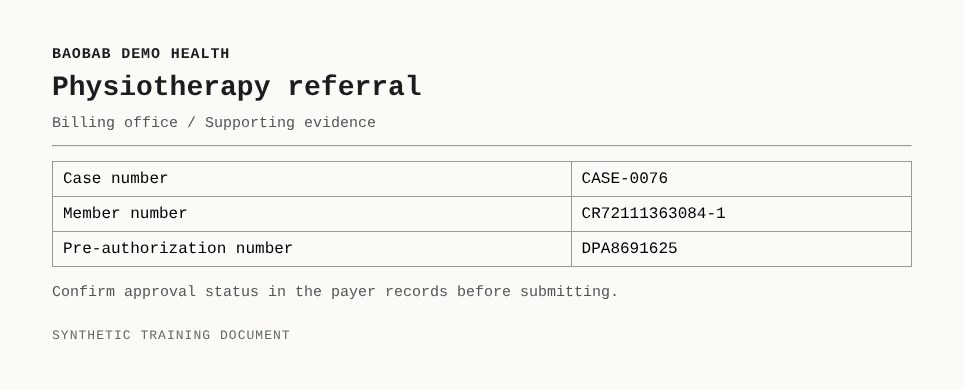 BAOBAB DEMO HEALTH
Physiotherapy referral
Billing office / Supporting evidence
Case number CASE-0076
Member number CR72111363084-1
Pre-authorization number DPA8691625
Confirm approval status in the payer records before submitting.
SYNTHETIC TRAINING DOCUMENT